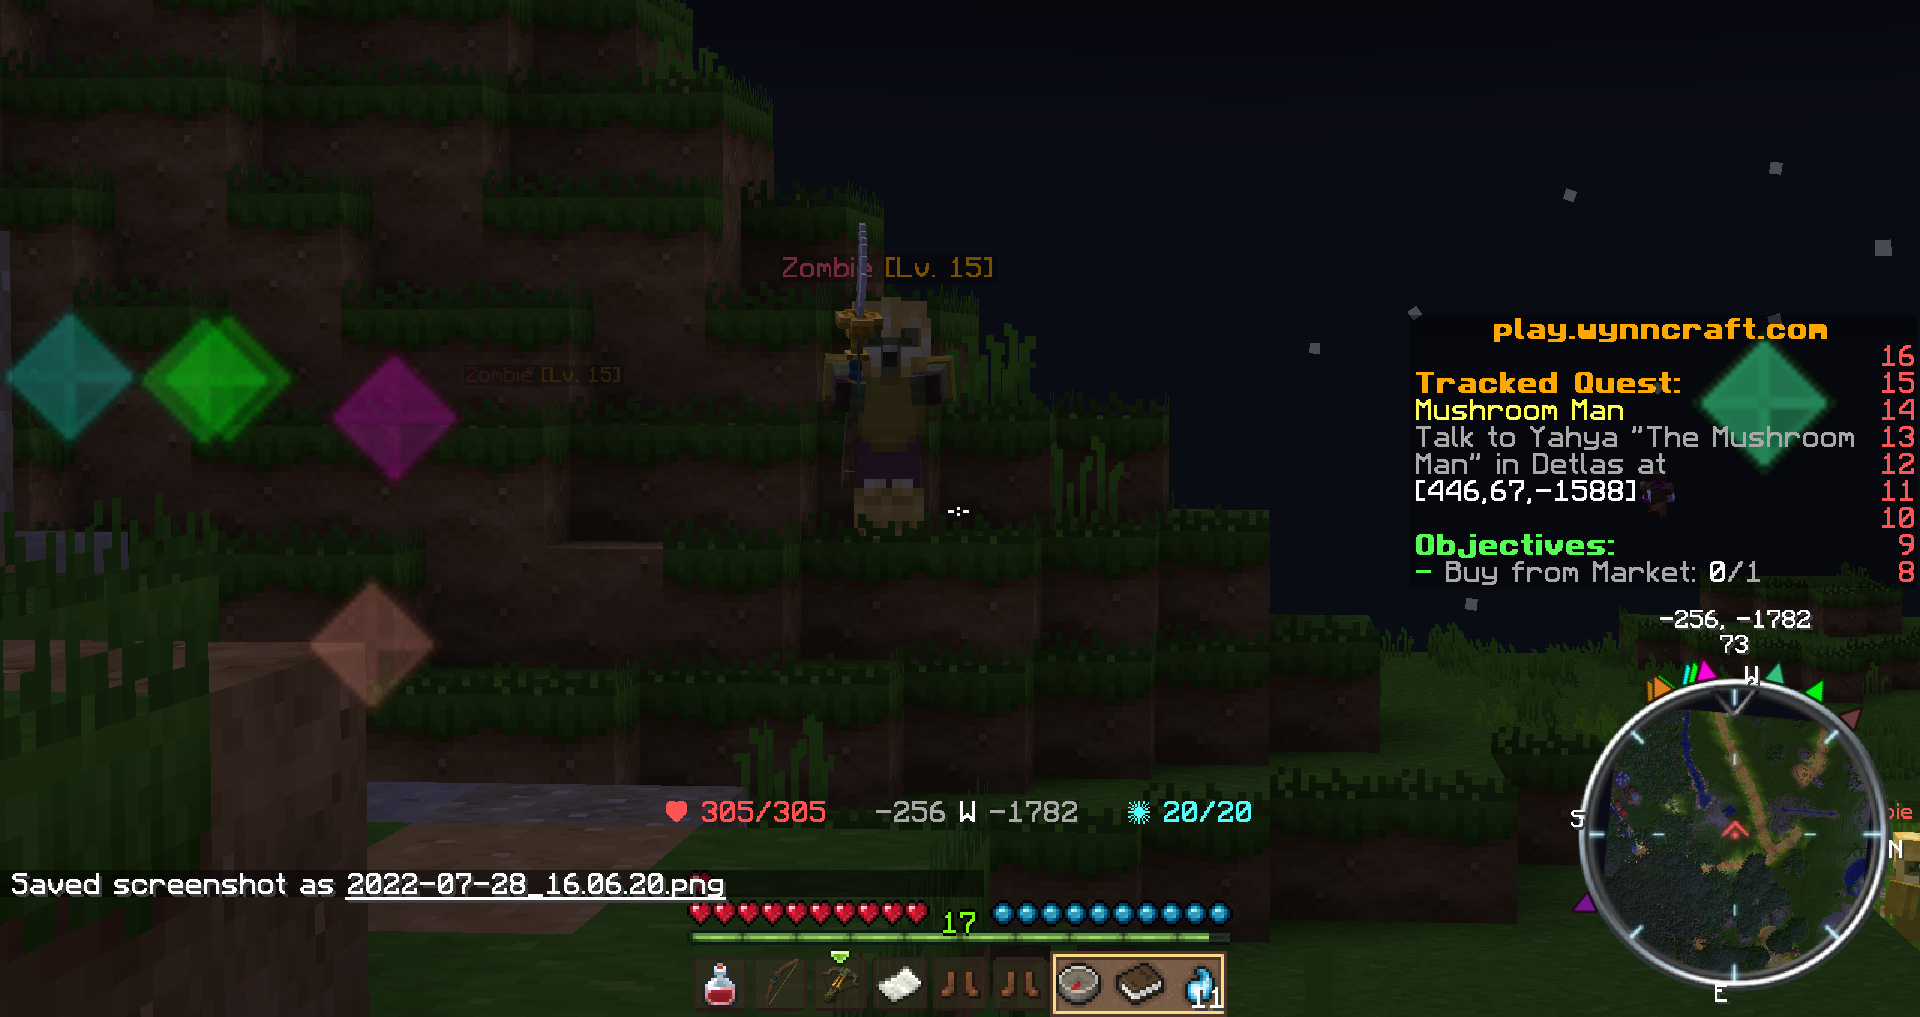 Zombie [Lv. 15]
Zombie [Lv. 15]
play.wynncraft.com
16
Tracked Quest: 15
Mushroom Man 14
Talk to Yahya "The Mushroom 13
Man" in Detlas at 12
[446,67,-1588] 11
10
Objectives: 9
- Buy from Market: 0/1 8
-256, -1782
73
W
S
N
E
bie
305/305 -256 W -1782 20/20
Saved screenshot as 2022-07-28_16.06.20.png
17
11